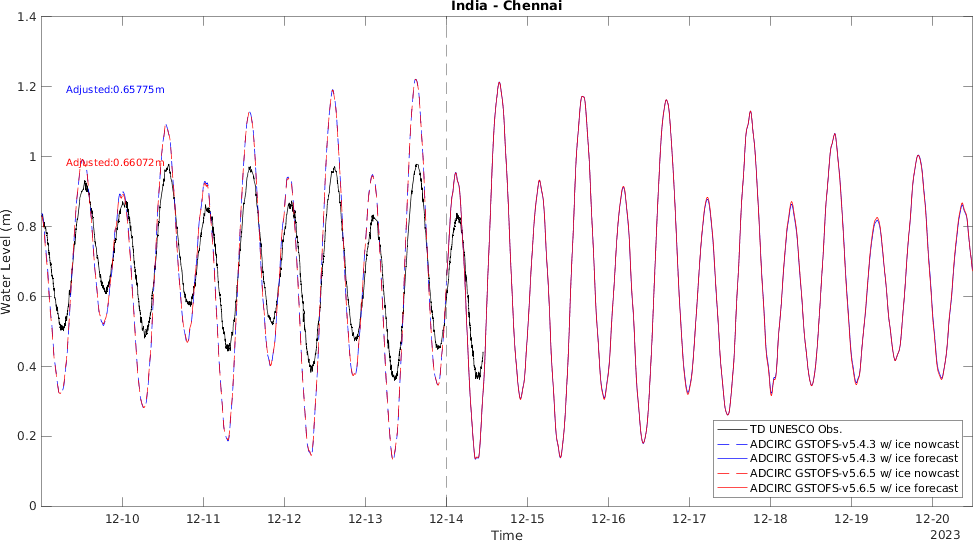 India - Chennai
1.4
1.2
1
0.8
0.6
0.4
0.2
0
Water Level (m)
Adjusted:0.65775m
Adjusted:0.66072m
TD UNESCO Obs.
ADCIRC GSTOFS-v5.4.3 w/ ice nowcast
ADCIRC GSTOFS-v5.4.3 w/ ice forecast
ADCIRC GSTOFS-v5.6.5 w/ ice nowcast
ADCIRC GSTOFS-v5.6.5 w/ ice forecast
12-10 12-11 12-12 12-13 12-14 12-15 12-16 12-17 12-18 12-19 12-20
Time
2023